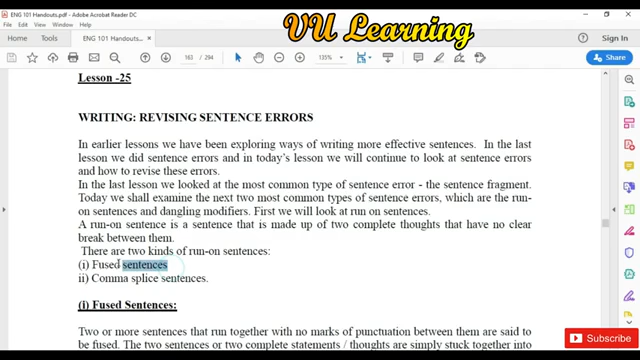 ENG 101 Handouts.pdf - Adobe Acrobat Reader DC
File Edit View Window Help
VU Learning
Home Tools ENG 101 Handouts.pdf × Sign In
163 / 294 135% Share
Lesson -25
WRITING: REVISING SENTENCE ERRORS
In earlier lessons we have been exploring ways of writing more effective sentences. In the last
lesson we did sentence errors and in today's lesson we will continue to look at sentence errors
and how to revise these errors.
In the last lesson we looked at the most common type of sentence error - the sentence fragment.
Today we shall examine the next two most common types of sentence errors, which are the run-
on sentences and dangling modifiers. First we will look at run on sentences.
A run-on sentence is a sentence that is made up of two complete thoughts that have no clear
break between them.
There are two kinds of run-on sentences:
(i) Fused sentences
ii) Comma splice sentences.
(i) Fused Sentences:
Two or more sentences that run together with no marks of punctuation between them are said to
be fused. The two sentences or two complete statements / thoughts are simply stuck together into
Subscribe